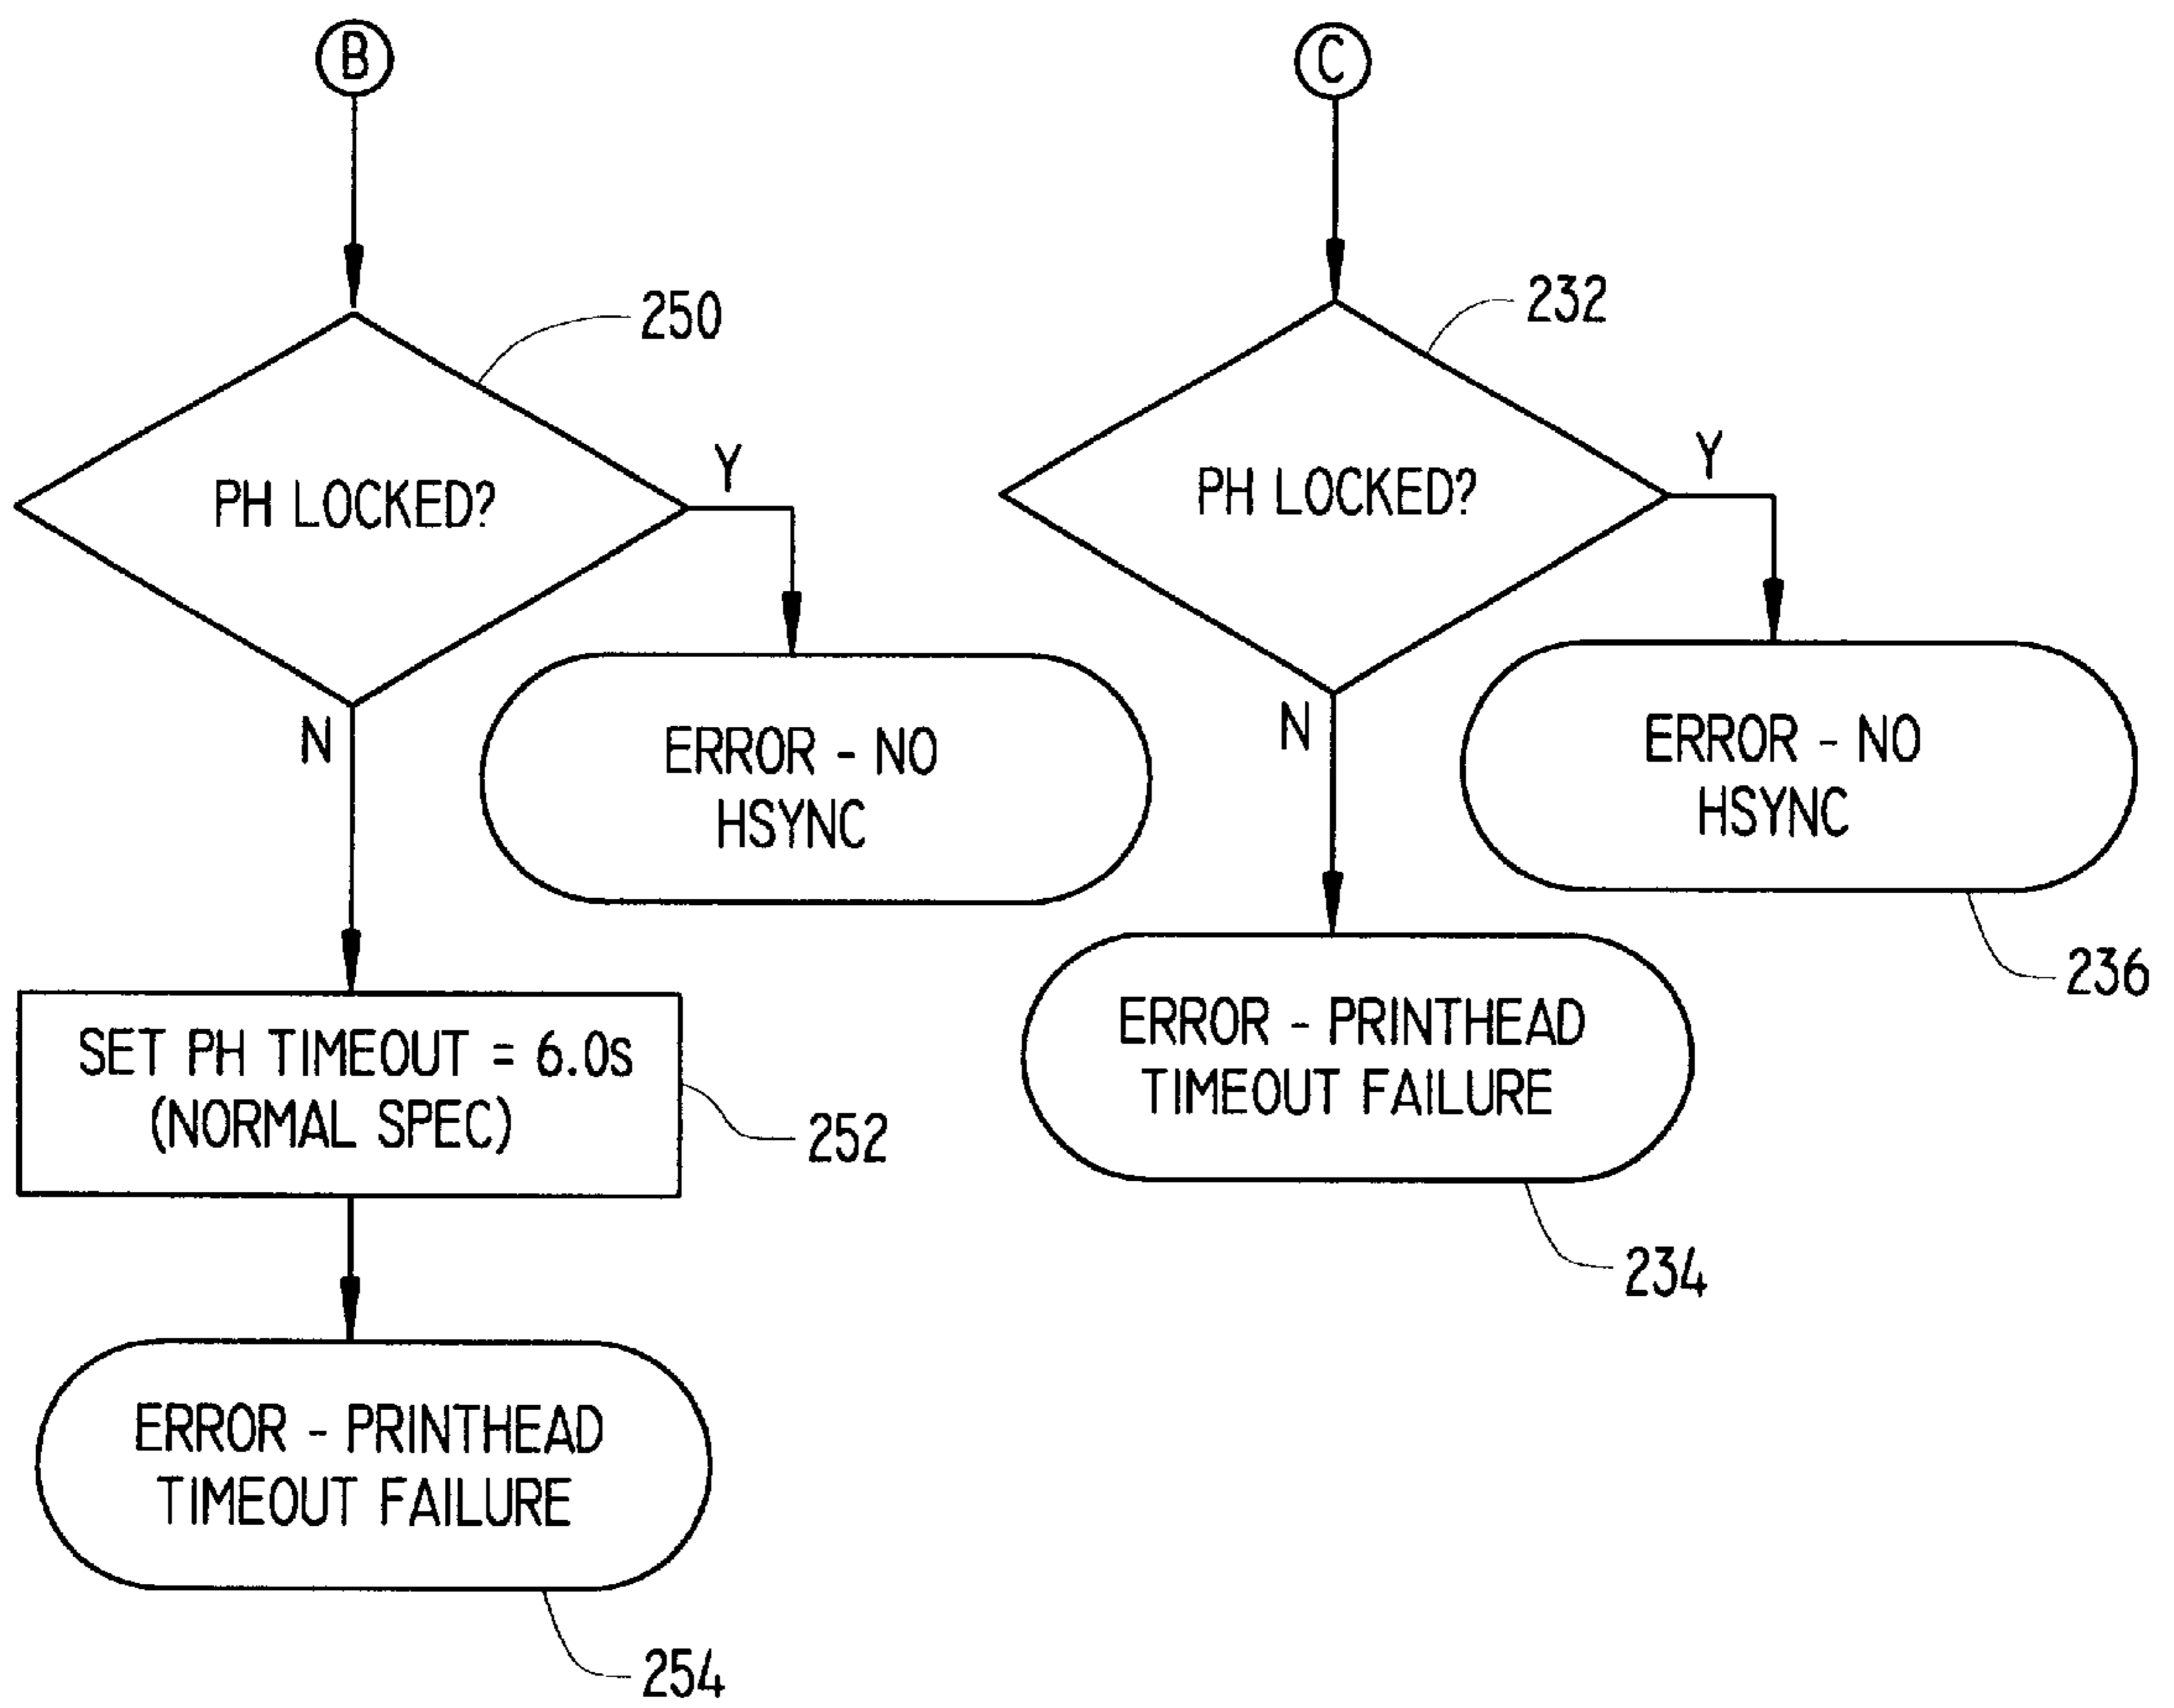 B
250
PH LOCKED?
Y
N
ERROR - NO
HSYNC
SET PH TIMEOUT = 6.0s
(NORMAL SPEC)
252
ERROR - PRINTHEAD
TIMEOUT FAILURE
254
C
232
PH LOCKED?
Y
N
ERROR - NO
HSYNC
236
ERROR - PRINTHEAD
TIMEOUT FAILURE
234